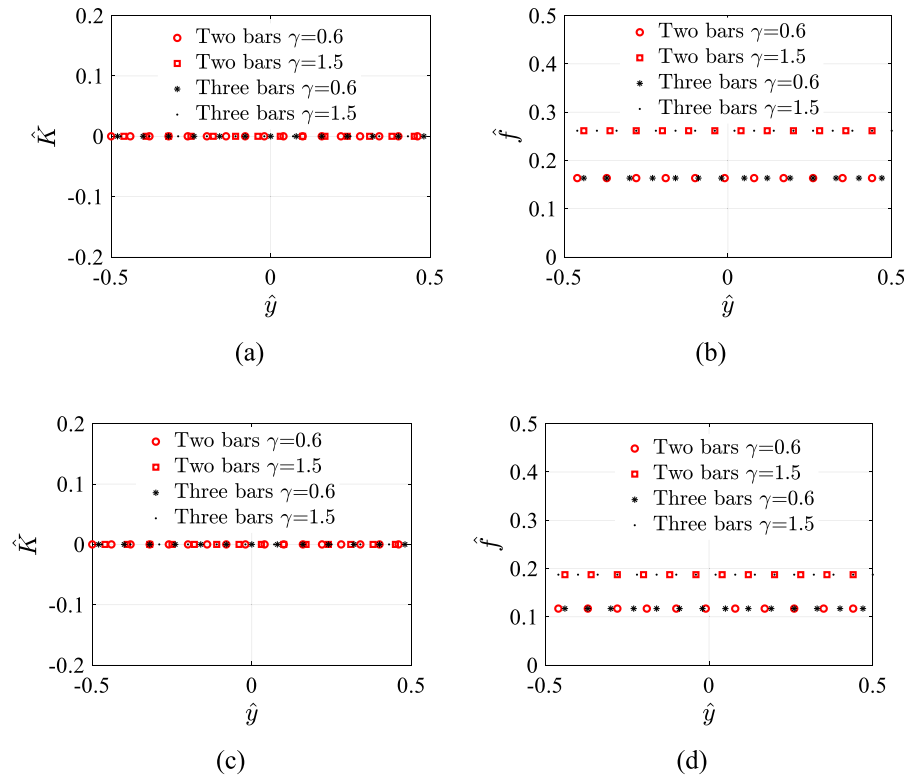 0.2
0.1
0
-0.1
-0.2
K̂
-0.5
0
0.5
ŷ
Two bars γ=0.6
Two bars γ=1.5
Three bars γ=0.6
Three bars γ=1.5
(a)
0.5
0.4
0.3
0.2
0.1
0
f̂
-0.5
0
0.5
ŷ
Two bars γ=0.6
Two bars γ=1.5
Three bars γ=0.6
Three bars γ=1.5
(b)
0.2
0.1
0
-0.1
-0.2
K̂
-0.5
0
0.5
ŷ
Two bars γ=0.6
Two bars γ=1.5
Three bars γ=0.6
Three bars γ=1.5
(c)
0.5
0.4
0.3
0.2
0.1
0
f̂
-0.5
0
0.5
ŷ
Two bars γ=0.6
Two bars γ=1.5
Three bars γ=0.6
Three bars γ=1.5
(d)